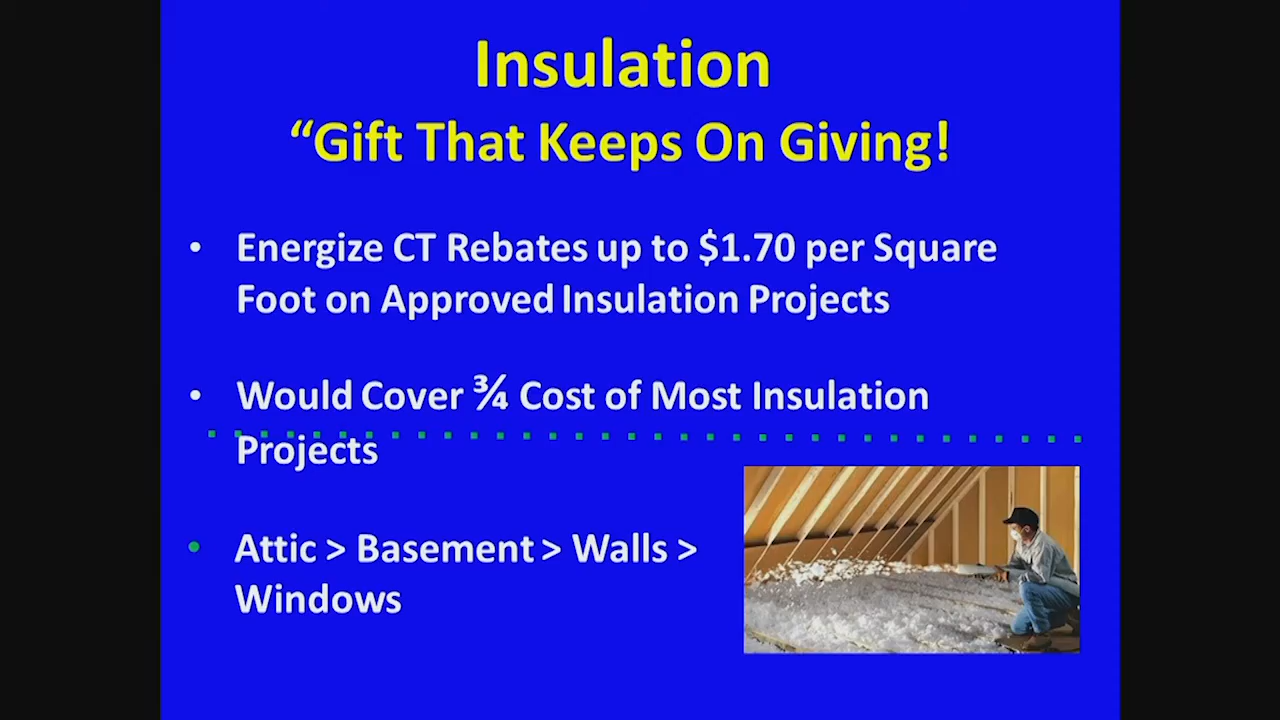 Insulation
“Gift That Keeps On Giving!
• Energize CT Rebates up to $1.70 per Square
Foot on Approved Insulation Projects
• Would Cover ¾ Cost of Most Insulation
Projects
• Attic > Basement > Walls >
Windows